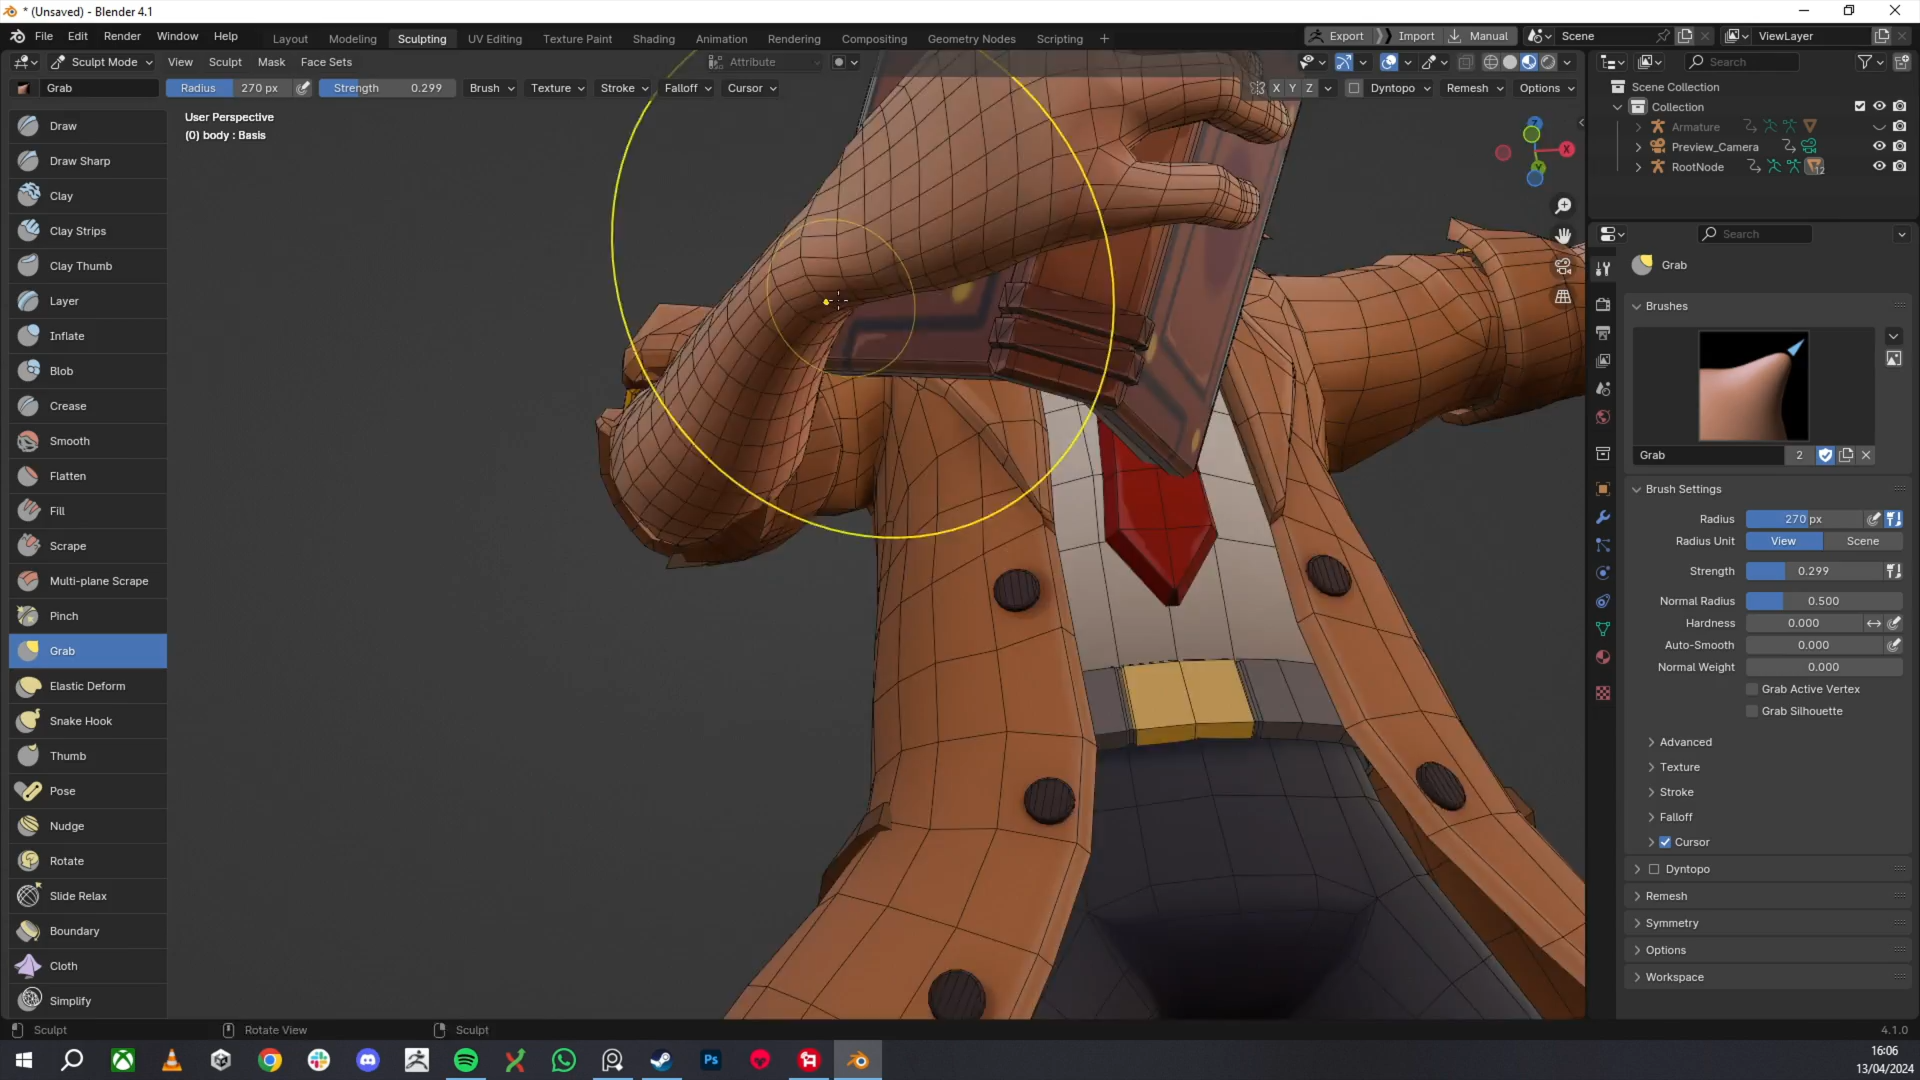 * (Unsaved) - Blender 4.1
File Edit Render Window Help
Layout Modeling Sculpting UV Editing Texture Paint Shading Animation Rendering Compositing Geometry Nodes Scripting +
Export Import Manual Scene ViewLayer
Sculpt Mode View Sculpt Mask Face Sets Attribute
Search
Grab Radius 270 px Strength 0.299 Brush Texture Stroke Falloff Cursor X Y Z Dyntopo Remesh Options
User Perspective
(0) body : Basis
Draw
Draw Sharp
Clay
Clay Strips
Clay Thumb
Layer
Inflate
Blob
Crease
Smooth
Flatten
Fill
Scrape
Multi-plane Scrape
Pinch
Grab
Elastic Deform
Snake Hook
Thumb
Pose
Nudge
Rotate
Slide Relax
Boundary
Cloth
Simplify
Z
X
Y
Scene Collection
Collection
Armature
Preview_Camera
RootNode 12
Search
Grab
Brushes
Grab 2
Brush Settings
Radius 270 px
Radius Unit View Scene
Strength 0.299
Normal Radius 0.500
Hardness 0.000
Auto-Smooth 0.000
Normal Weight 0.000
Grab Active Vertex
Grab Silhouette
Advanced
Texture
Stroke
Falloff
Cursor
Dyntopo
Remesh
Symmetry
Options
Workspace
Sculpt Rotate View Sculpt 4.1.0
Ps
16:06
13/04/2024